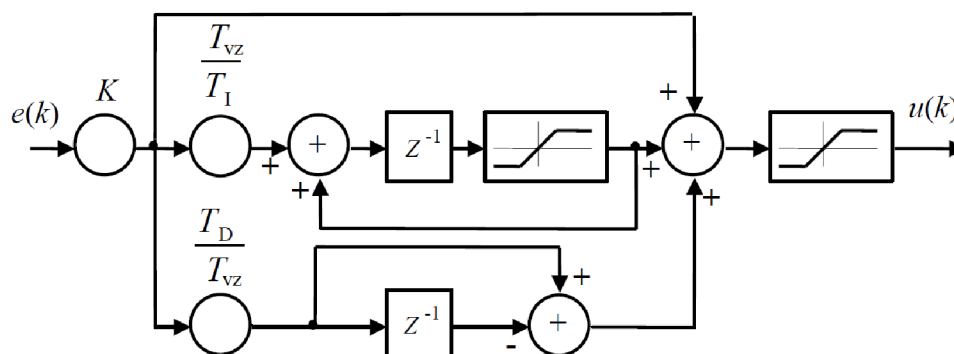 T_vz
T_I
e(k)
K
+
u(k)
+
+
Z^-1
+
+
+
+
T_D
T_vz
+
Z^-1
-
+